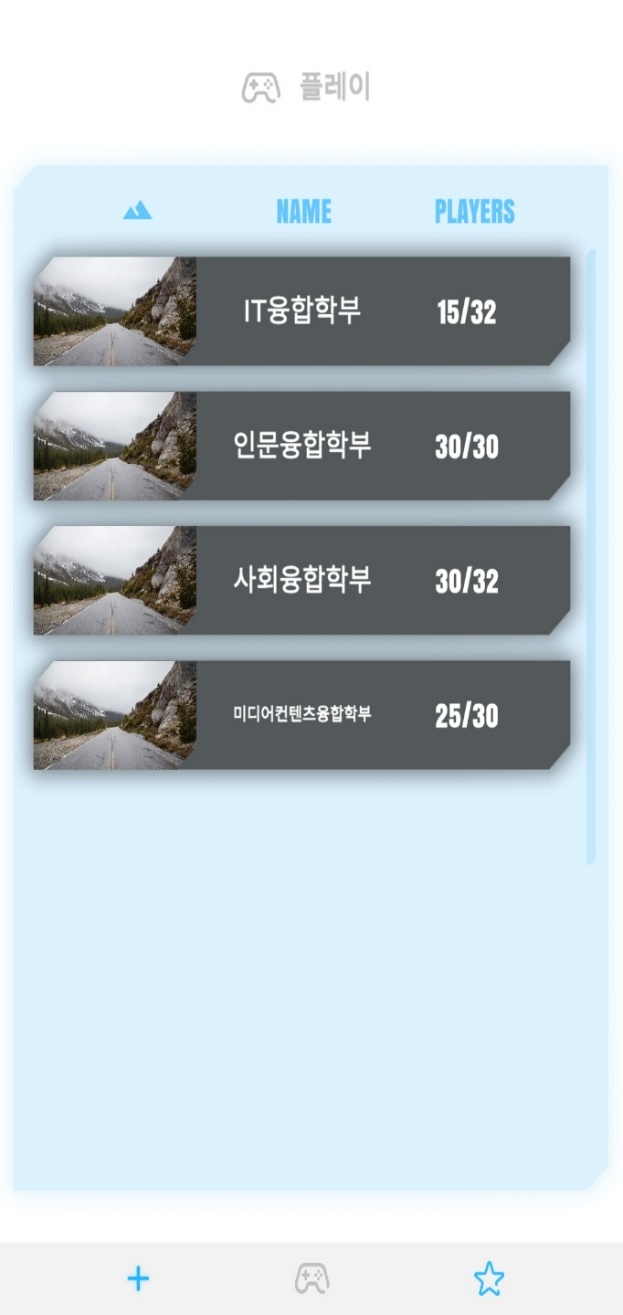 플레이
NAME PLAYERS
IT융합학부 15/32
인문융합학부 30/30
사회융합학부 30/32
미디어컨텐츠융합학부 25/30